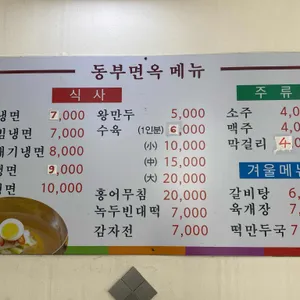 동부면옥 메뉴
식 사
냉면 7,000
밀냉면 7,000
냉면 8,000
냉면 9,000
냉면 10,000
왕만두 5,000
수육 (1인분) 6,000
(小) 10,000
(中) 15,000
(大) 20,000
홍어무침 20,000
녹두빈대떡 7,000
감자전 7,000
주 류
소주 4,0
맥주 4,0
막걸리 4,0
겨울메뉴
갈비탕 6,
육개장 7,
떡만두국 7,